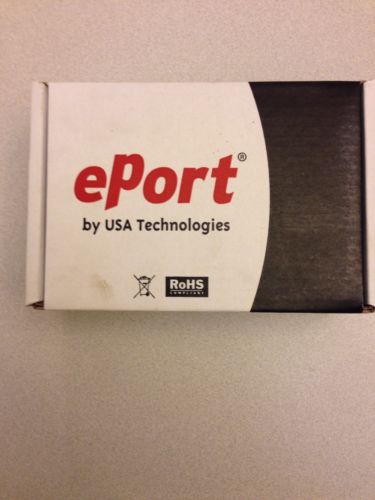 ePort®
by USA Technologies
RoHS
COMPLIANT